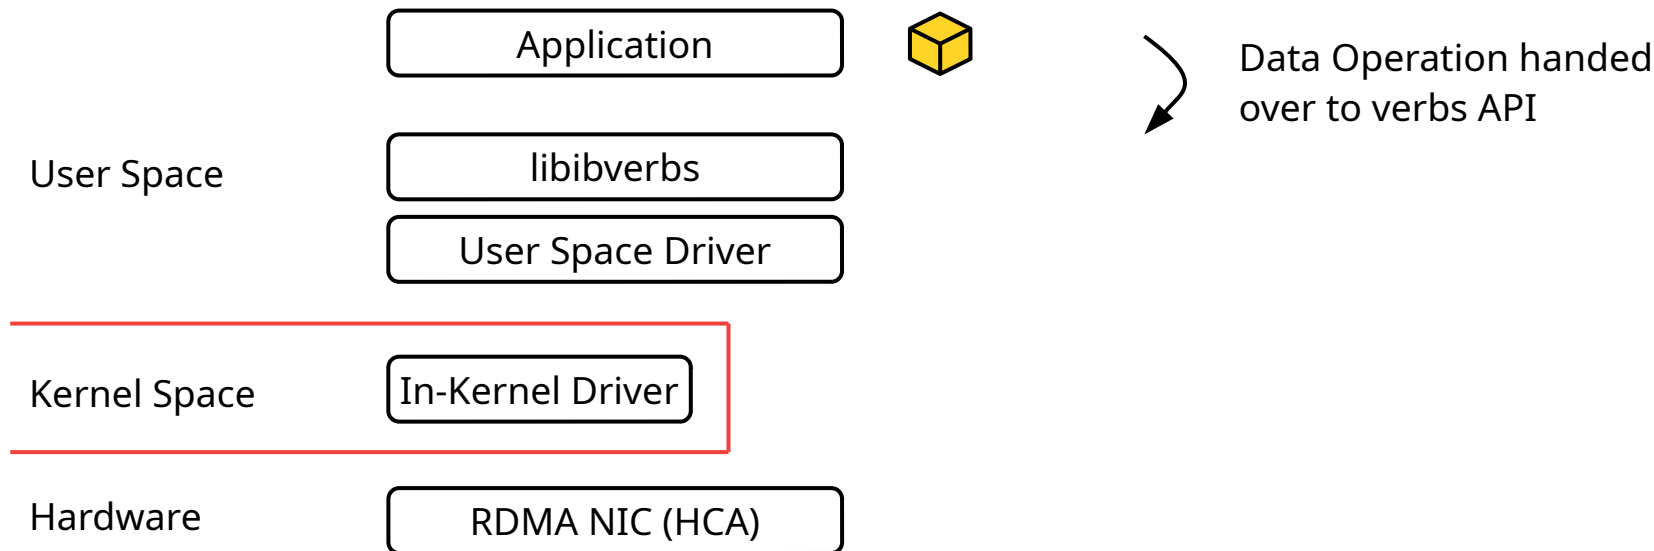 Application
Data Operation handed
over to verbs API
User Space
libibverbs
User Space Driver
Kernel Space
In-Kernel Driver
Hardware
RDMA NIC (HCA)